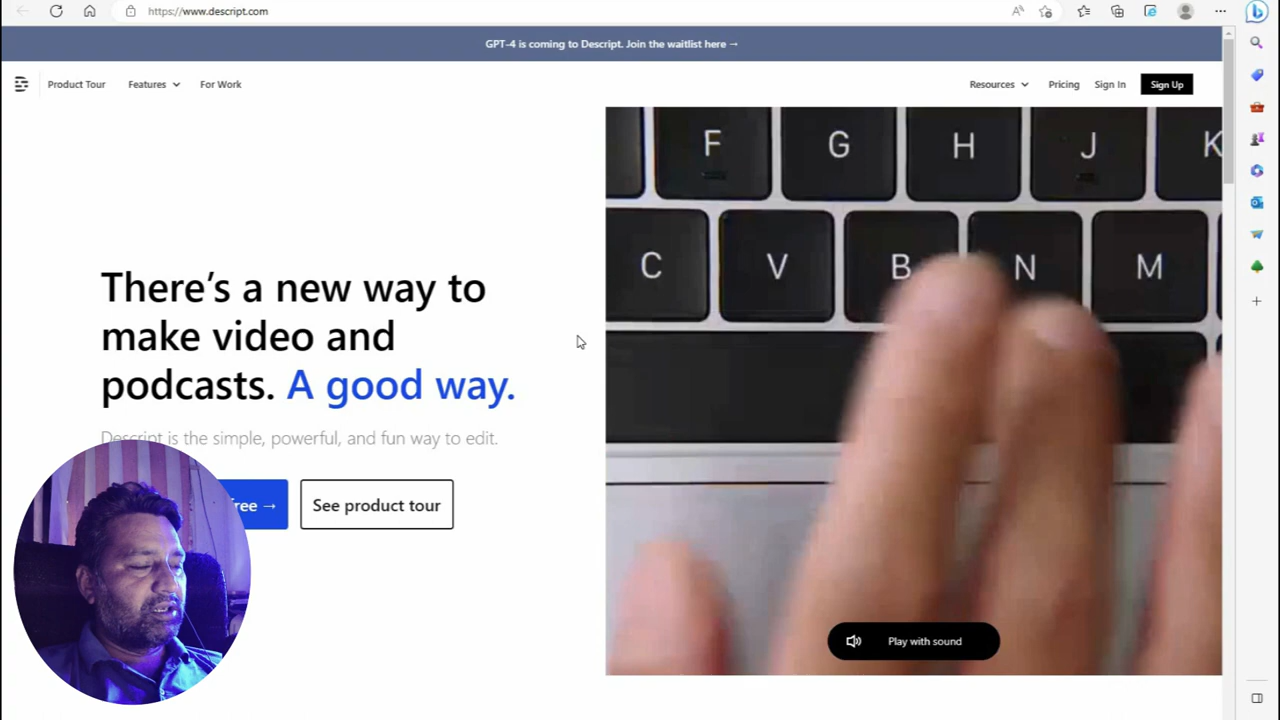 https://www.descript.com
GPT-4 is coming to Descript. Join the waitlist here →
Product Tour
Features
For Work
Resources
Pricing
Sign In
Sign Up
There's a new way to
make video and
podcasts. A good way.
Descript is the simple, powerful, and fun way to edit.
free →
See product tour
F G H J K
C V B N M
Play with sound